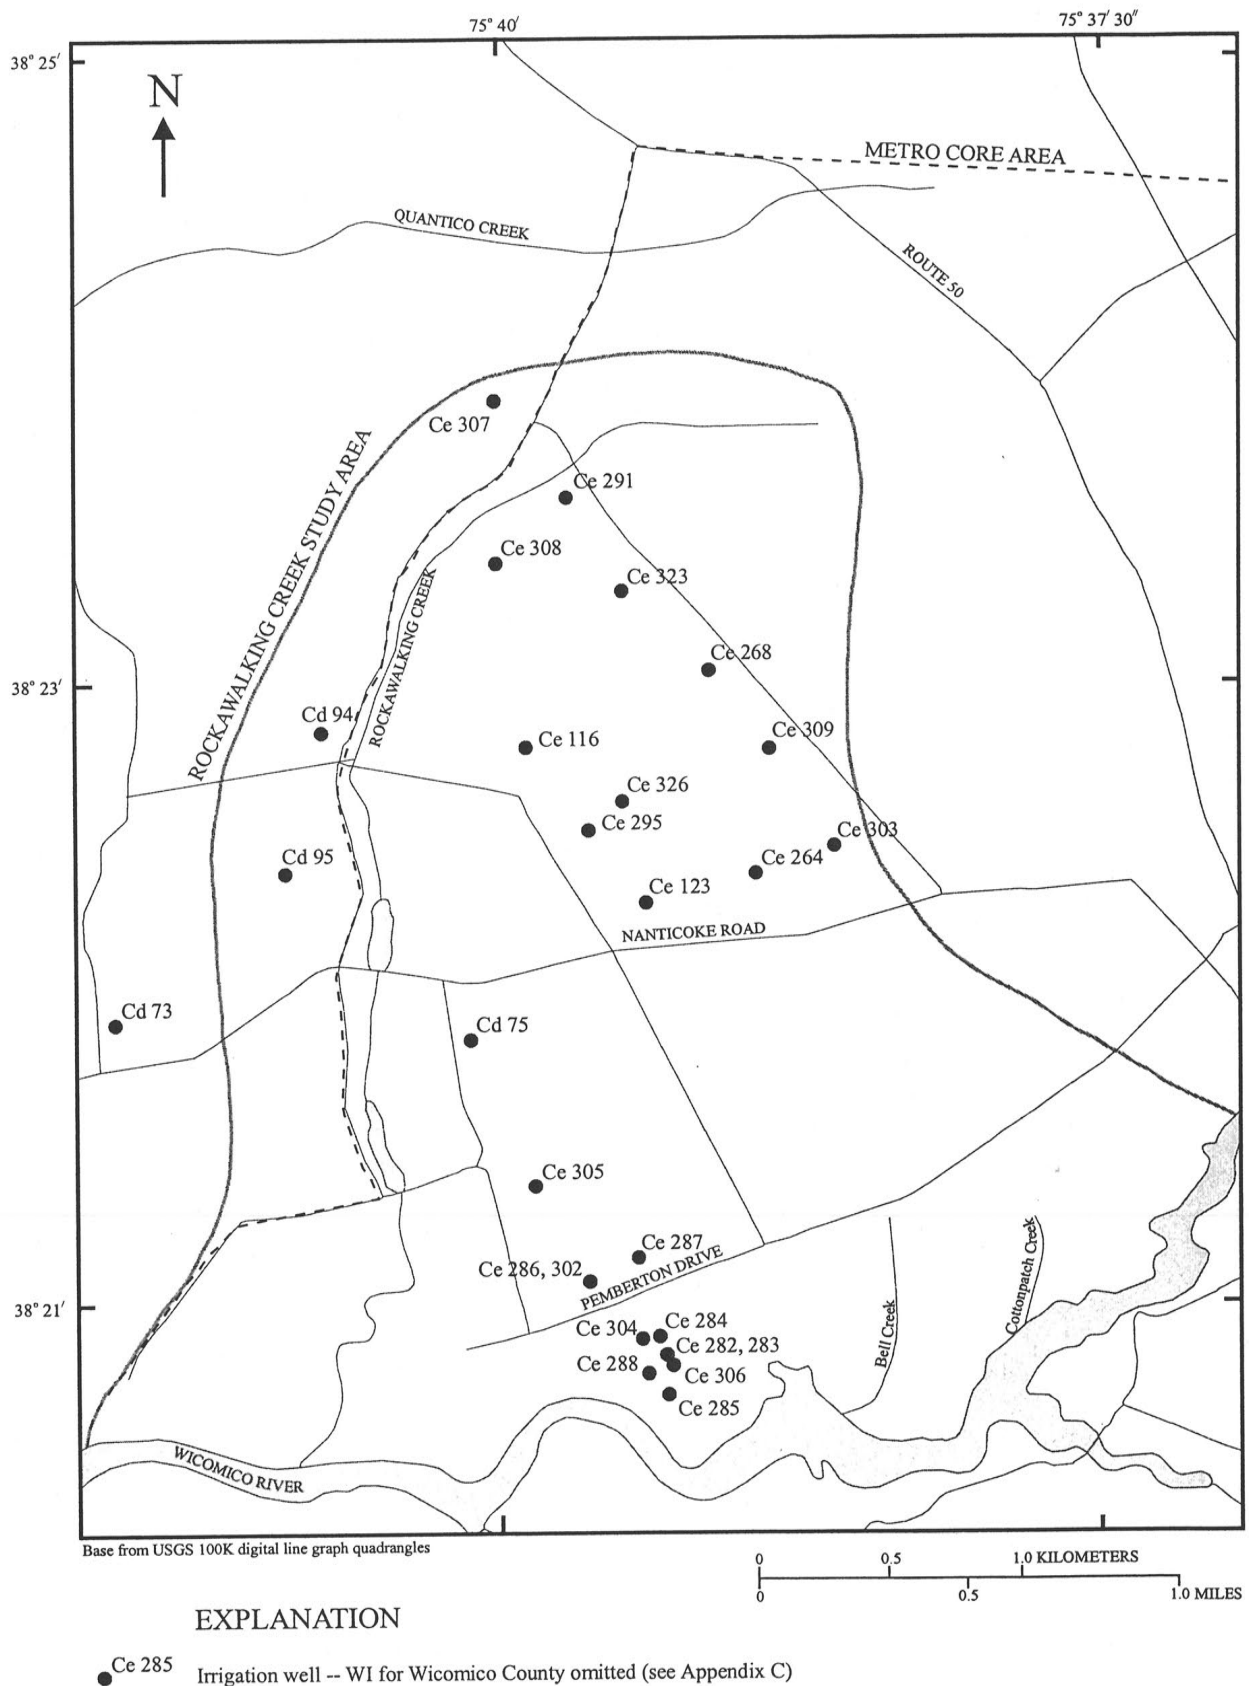 75° 40′
75° 37′ 30″
38° 25′
N
METRO CORE AREA
QUANTICO CREEK
ROUTE 50
Ce 307
ROCKAWALKING CREEK STUDY AREA
Ce 291
Ce 308
Ce 323
ROCKAWALKING CREEK
Ce 268
38° 23′
Cd 94
Ce 116
Ce 309
Ce 326
Ce 295
Ce 303
Cd 95
Ce 264
Ce 123
NANTICOKE ROAD
Cd 73
Cd 75
Ce 305
Ce 287
Ce 286, 302
PEMBERTON DRIVE
Cottonpatch Creek
Bell Creek
38° 21′
Ce 304
Ce 284
Ce 282, 283
Ce 288
Ce 306
Ce 285
WICOMICO RIVER
Base from USGS 100K digital line graph quadrangles
0 0.5 1.0 KILOMETERS
0 0.5 1.0 MILES
EXPLANATION
Ce 285 Irrigation well -- WI for Wicomico County omitted (see Appendix C)